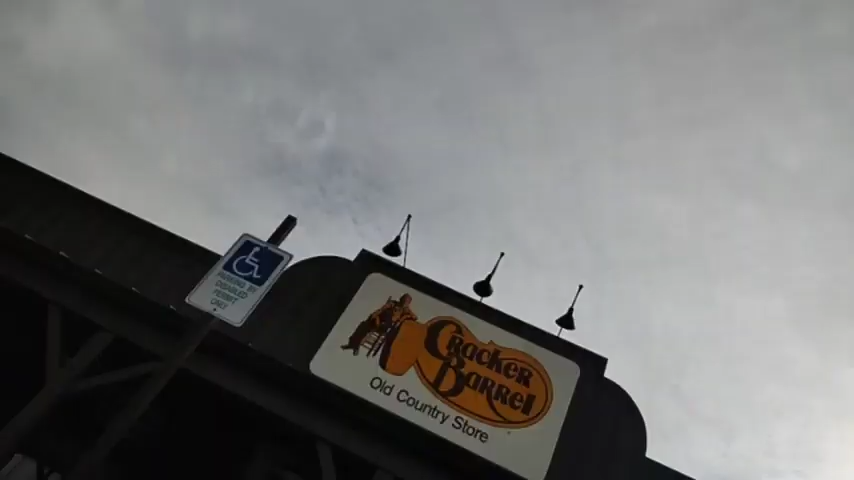 PARKING BY
DISABLED
PERMIT
ONLY
Cracker
Barrel
Old Country Store